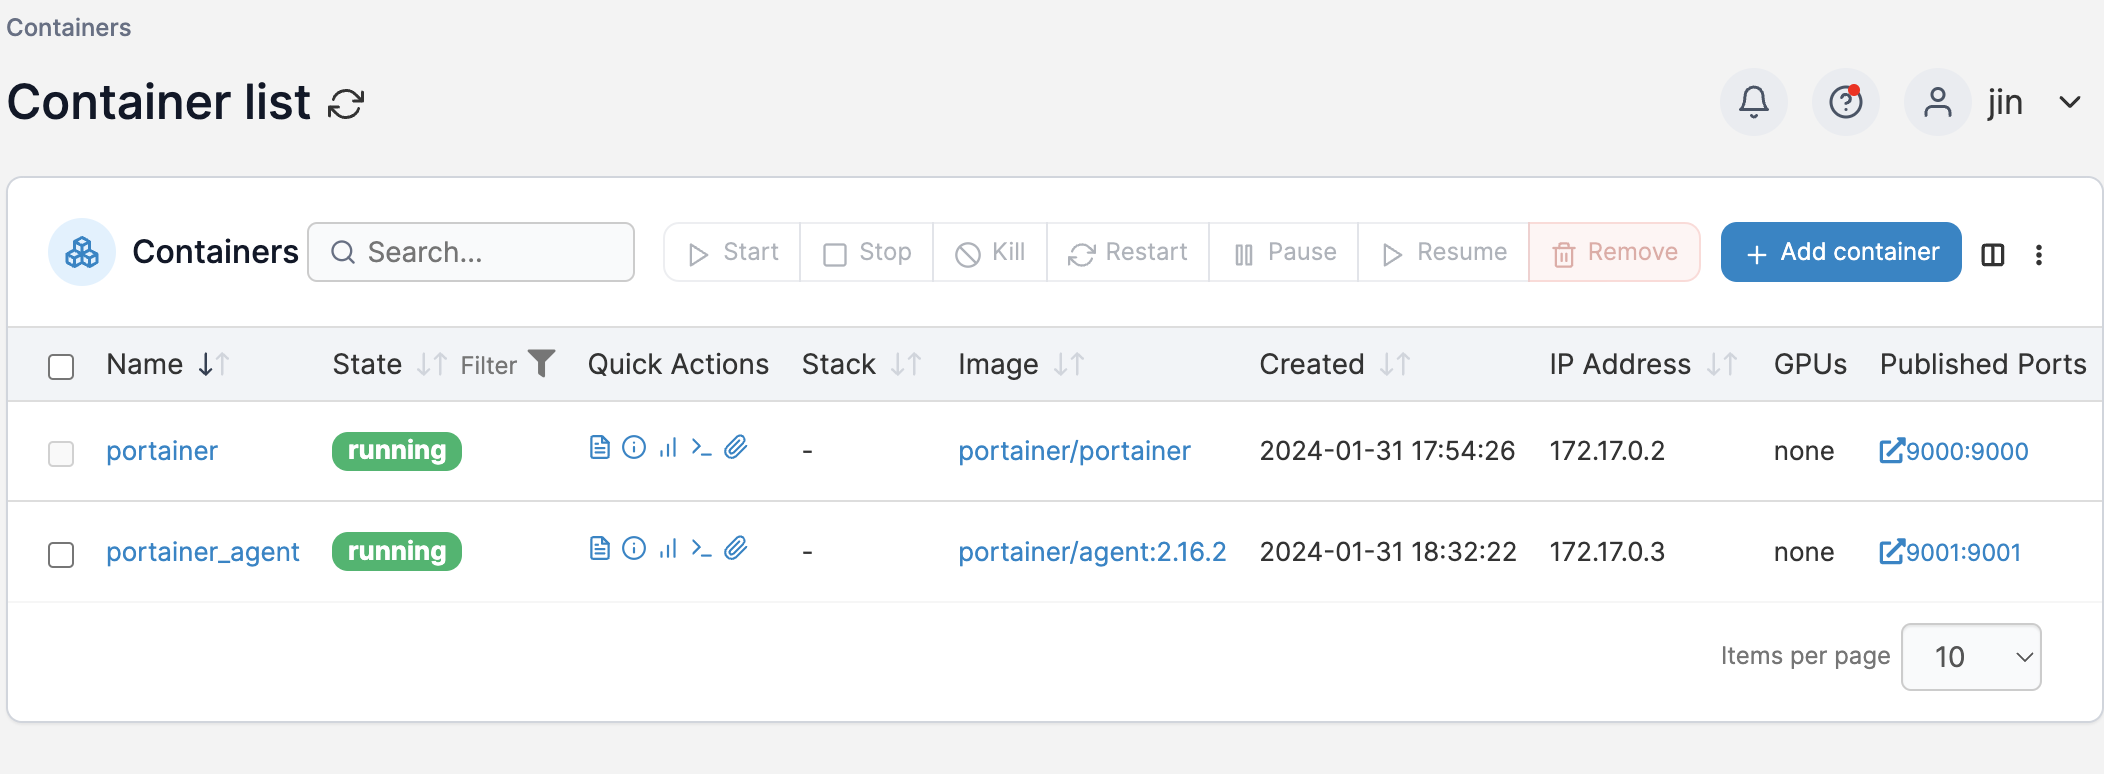 Containers
Container list
jin
Containers Search... Start Stop Kill Restart Pause Resume Remove + Add container
Name State Filter Quick Actions Stack Image Created IP Address GPUs Published Ports
portainer running - portainer/portainer 2024-01-31 17:54:26 172.17.0.2 none 9000:9000
portainer_agent running - portainer/agent:2.16.2 2024-01-31 18:32:22 172.17.0.3 none 9001:9001
Items per page 10